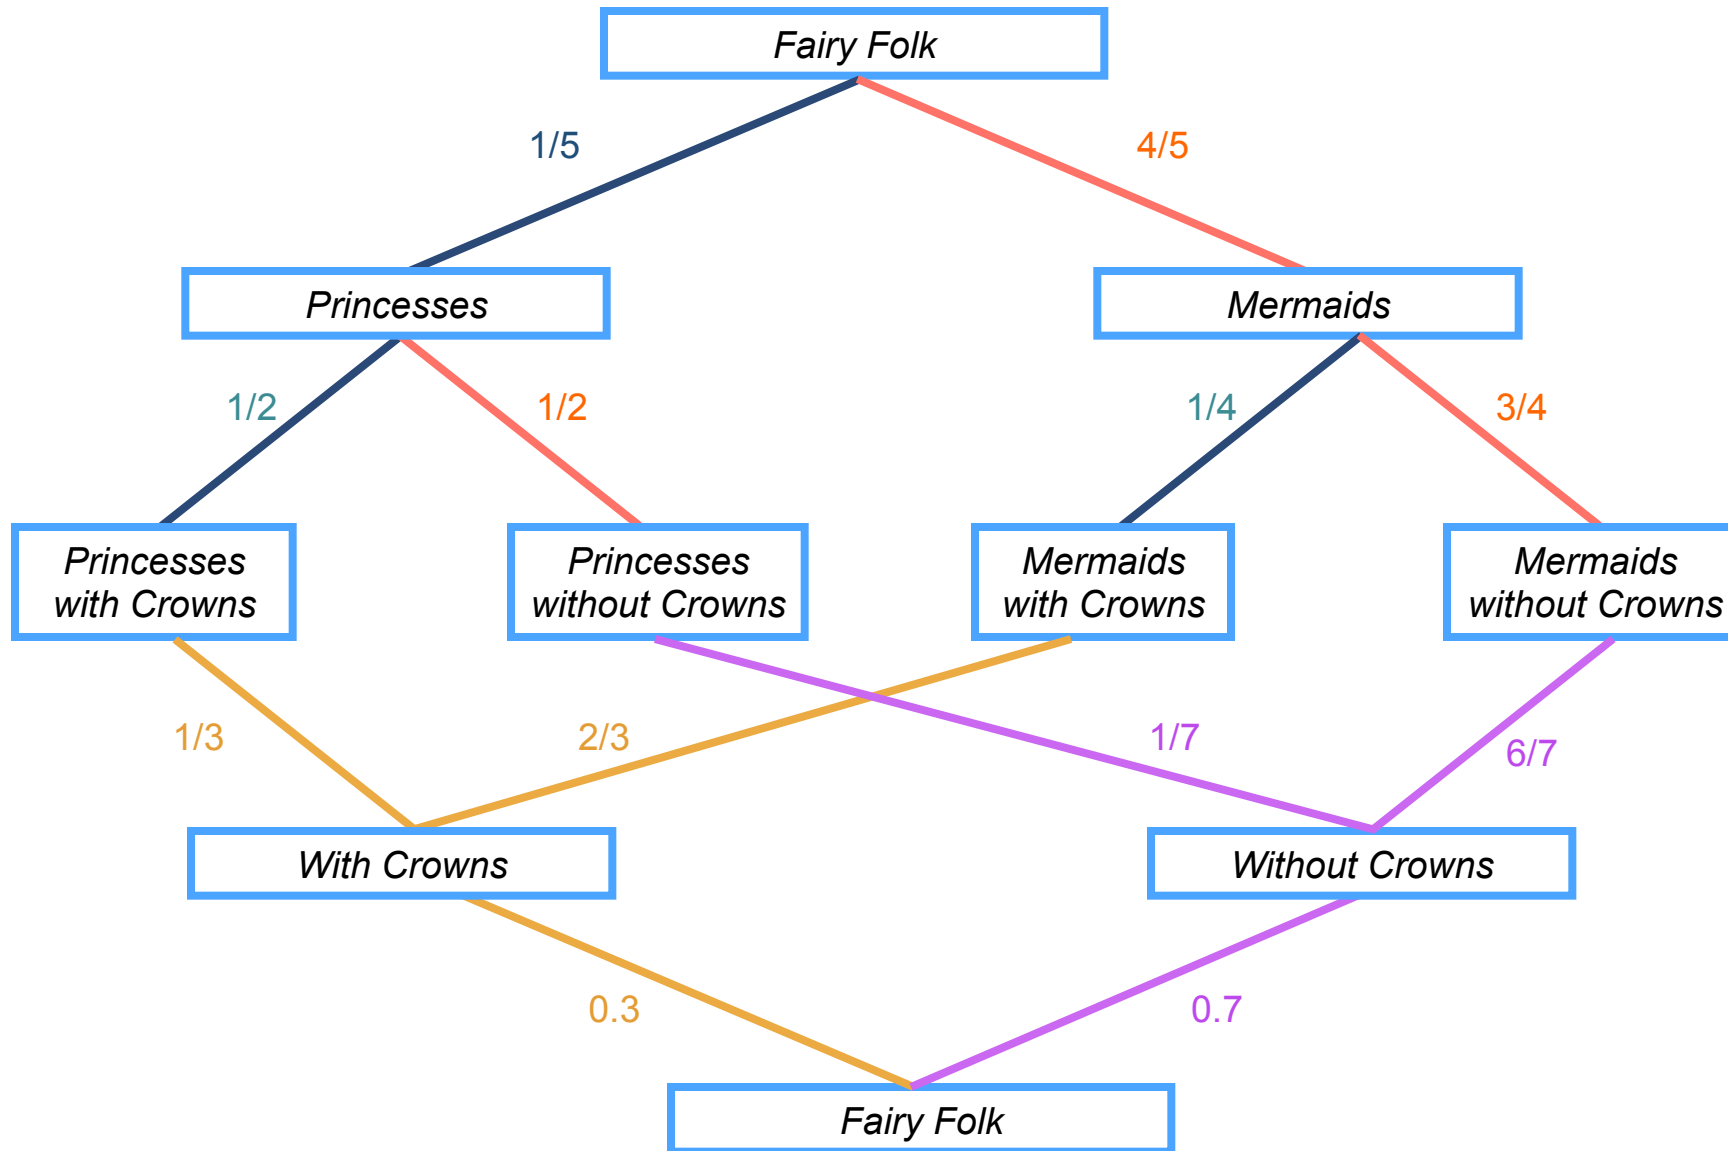 Fairy Folk
1/5
4/5
Princesses
Mermaids
1/2
1/2
1/4
3/4
Princesses
with Crowns
Princesses
without Crowns
Mermaids
with Crowns
Mermaids
without Crowns
1/3
2/3
1/7
6/7
With Crowns
Without Crowns
0.3
0.7
Fairy Folk